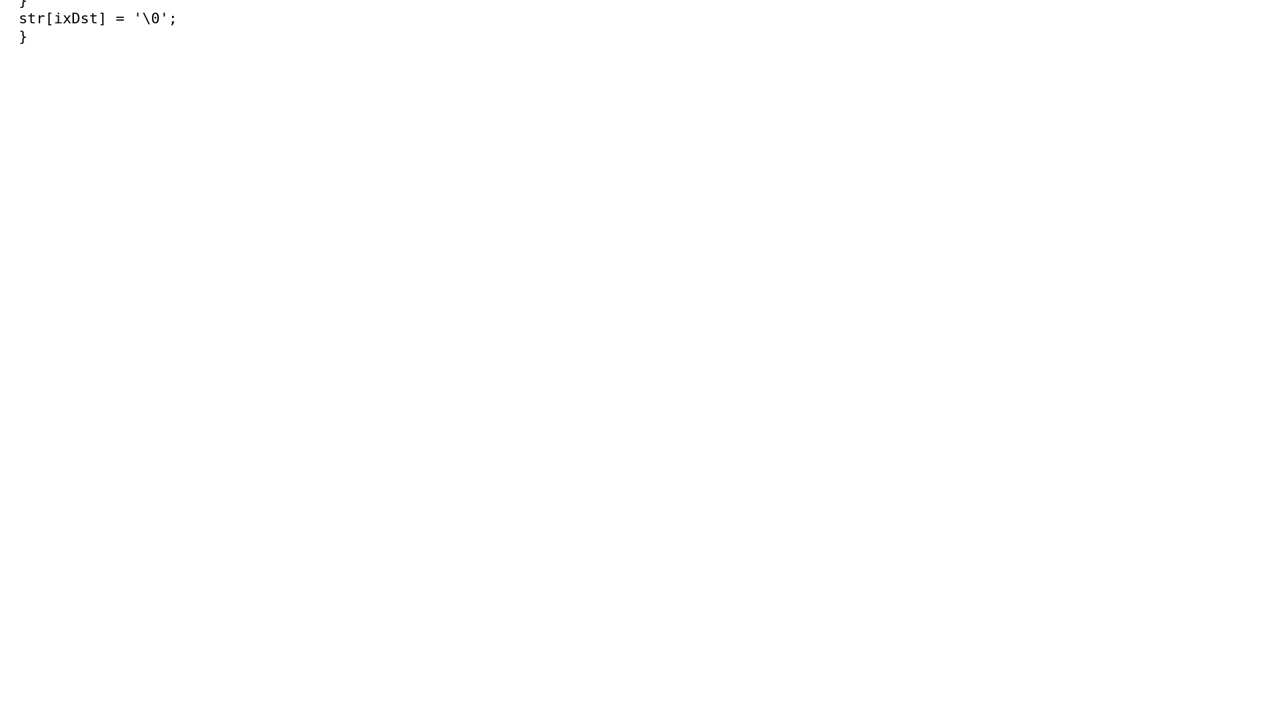 }
str[ixDst] = '\0';
}